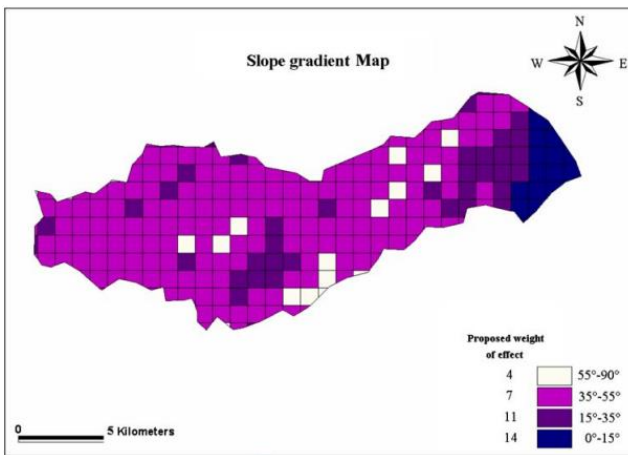 Slope gradient Map
N
W E
S
Proposed weight
of effect
4 55°-90°
7 35°-55°
11 15°-35°
14 0°-15°
0 5 Kilometers